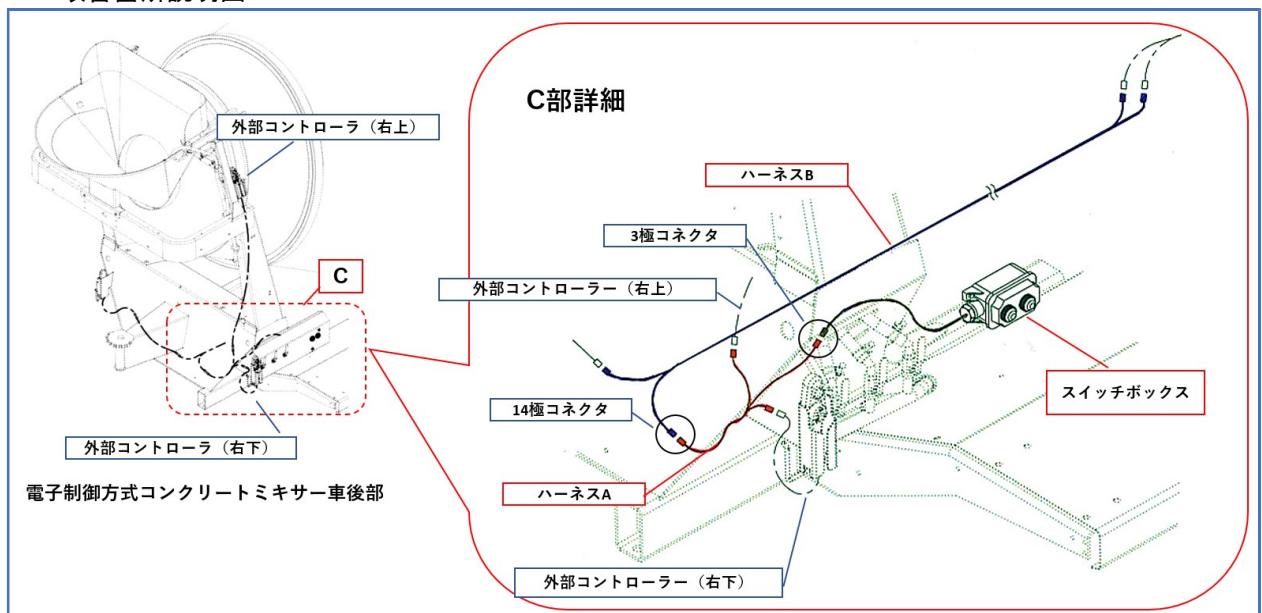 外部コントローラ（右上）
C
外部コントローラ（右下）
電子制御方式コンクリートミキサー車後部
C部詳細
ハーネスB
3極コネクタ
外部コントローラー（右上）
スイッチボックス
14極コネクタ
ハーネスA
外部コントローラー（右下）